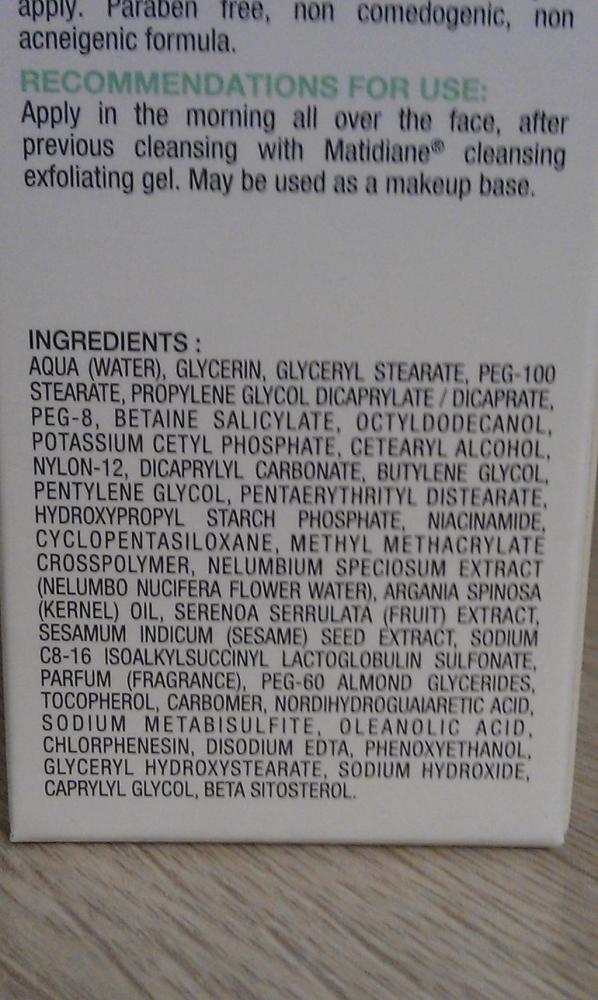 apply. Paraben free, non comedogenic, non
acneigenic formula.
RECOMMENDATIONS FOR USE:
Apply in the morning all over the face, after
previous cleansing with Matidiane® cleansing
exfoliating gel. May be used as a makeup base.
INGREDIENTS :
AQUA (WATER), GLYCERIN, GLYCERYL STEARATE, PEG-100
STEARATE, PROPYLENE GLYCOL DICAPRYLATE / DICAPRATE,
PEG-8, BETAINE SALICYLATE, OCTYLDODECANOL,
POTASSIUM CETYL PHOSPHATE, CETEARYL ALCOHOL,
NYLON-12, DICAPRYLYL CARBONATE, BUTYLENE GLYCOL,
PENTYLENE GLYCOL, PENTAERYTHRITYL DISTEARATE,
HYDROXYPROPYL STARCH PHOSPHATE, NIACINAMIDE,
CYCLOPENTASILOXANE, METHYL METHACRYLATE
CROSSPOLYMER, NELUMBIUM SPECIOSUM EXTRACT
(NELUMBO NUCIFERA FLOWER WATER), ARGANIA SPINOSA
(KERNEL) OIL, SERENOA SERRULATA (FRUIT) EXTRACT,
SESAMUM INDICUM (SESAME) SEED EXTRACT, SODIUM
C8-16 ISOALKYLSUCCINYL LACTOGLOBULIN SULFONATE,
PARFUM (FRAGRANCE), PEG-60 ALMOND GLYCERIDES,
TOCOPHEROL, CARBOMER, NORDIHYDROGUAIARETIC ACID,
SODIUM METABISULFITE, OLEANOLIC ACID,
CHLORPHENESIN, DISODIUM EDTA, PHENOXYETHANOL,
GLYCERYL HYDROXYSTEARATE, SODIUM HYDROXIDE,
CAPRYLYL GLYCOL, BETA SITOSTEROL.